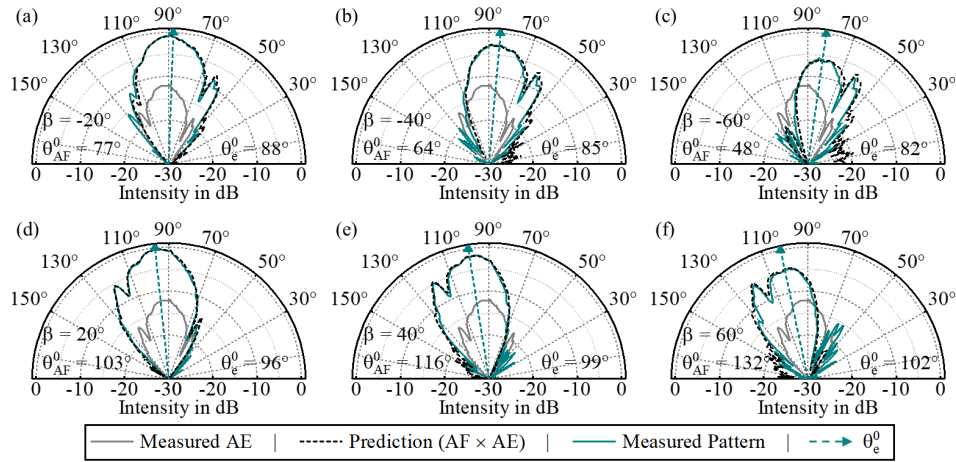 (a) 90°
110° 70°
130° 50°
150° 30°
β = -20°
θ⁰AF = 77° θ⁰e = 88°
0 -10 -20 -30 -20 -10 0
Intensity in dB
(b) 90°
110° 70°
130° 50°
150° 30°
β = -40°
θ⁰AF = 64° θ⁰e = 85°
0 -10 -20 -30 -20 -10 0
Intensity in dB
(c) 90°
110° 70°
130° 50°
150° 30°
β = -60°
θ⁰AF = 48° θ⁰e = 82°
0 -10 -20 -30 -20 -10 0
Intensity in dB
(d) 90°
110° 70°
130° 50°
150° 30°
β = 20°
θ⁰AF = 103° θ⁰e = 96°
0 -10 -20 -30 -20 -10 0
Intensity in dB
(e) 90°
110° 70°
130° 50°
150° 30°
β = 40°
θ⁰AF = 116° θ⁰e = 99°
0 -10 -20 -30 -20 -10 0
Intensity in dB
(f) 90°
110° 70°
130° 50°
150° 30°
β = 60°
θ⁰AF = 132° θ⁰e = 102°
0 -10 -20 -30 -20 -10 0
Intensity in dB
Measured AE | Prediction (AF × AE) | Measured Pattern | θ⁰e